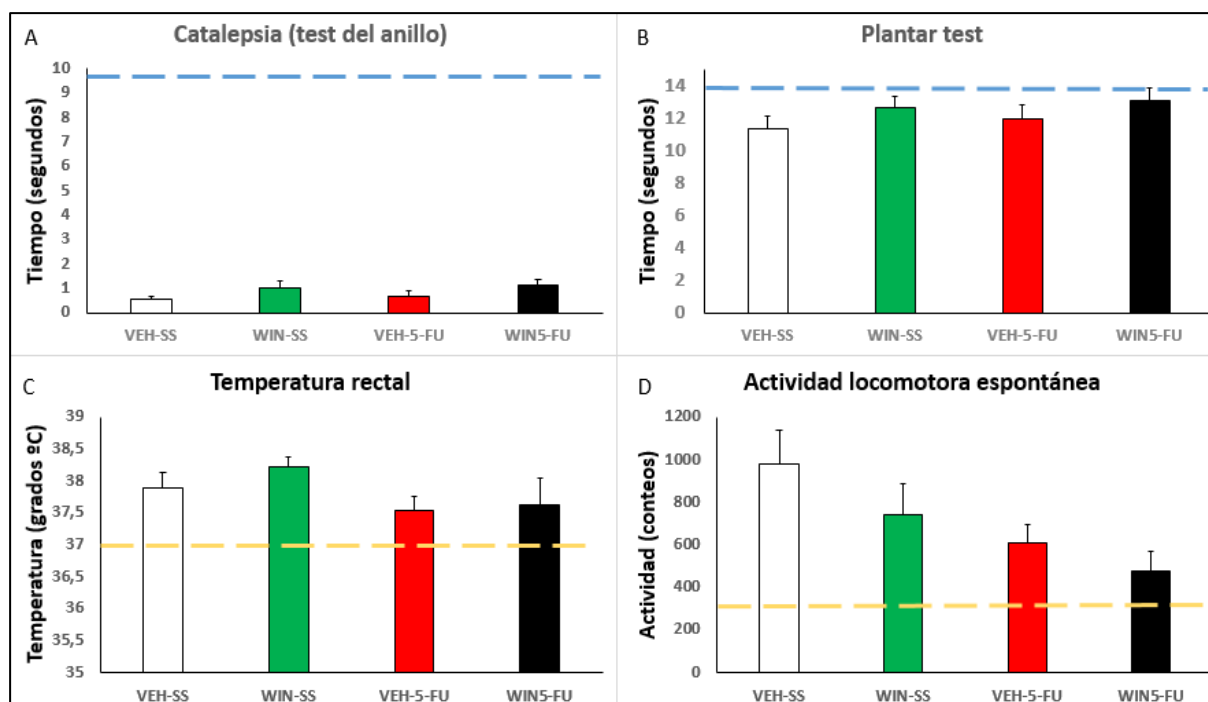 A
Catalepsia (test del anillo)
Tiempo (segundos)
10
9
8
7
6
5
4
3
2
1
0
VEH-SS WIN-SS VEH-5-FU WIN5-FU
B
Plantar test
Tiempo (segundos)
14
12
10
8
6
4
2
0
VEH-SS WIN-SS VEH-5-FU WIN5-FU
C
Temperatura rectal
Temperatura (grados ºC)
39
38,5
38
37,5
37
36,5
36
35,5
35
VEH-SS WIN-SS VEH-5-FU WIN5-FU
D
Actividad locomotora espontánea
Actividad (conteos)
1200
1000
800
600
400
200
0
VEH-SS WIN-SS VEH-5-FU WIN5-FU